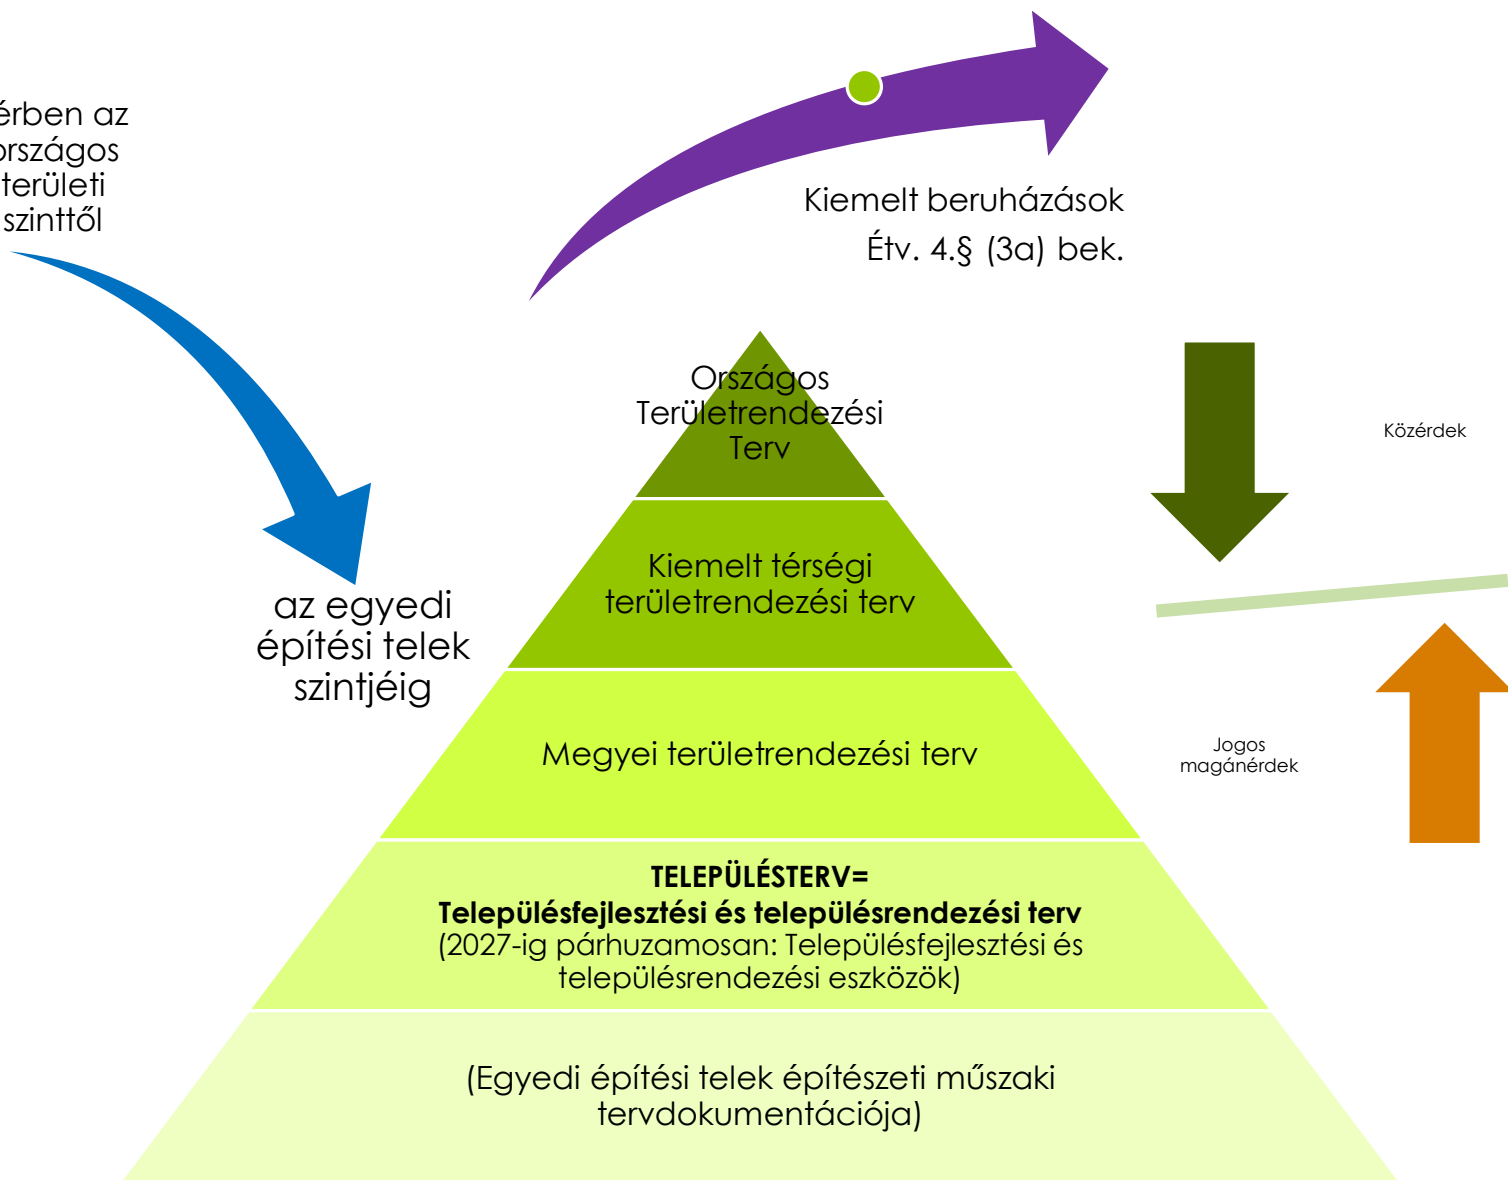 érben az
országos
területi
szinttől
az egyedi
építési telek
szintjéig
Kiemelt beruházások
Étv. 4.§ (3a) bek.
Országos
Területrendezési
Terv
Kiemelt térségi
területrendezési terv
Megyei területrendezési terv
TELEPÜLÉSTERV=
Településfejlesztési és településrendezési terv
(2027-ig párhuzamosan: Településfejlesztési és
településrendezési eszközök)
(Egyedi építési telek építészeti műszaki
tervdokumentációja)
Közérdek
Jogos
magánérdek